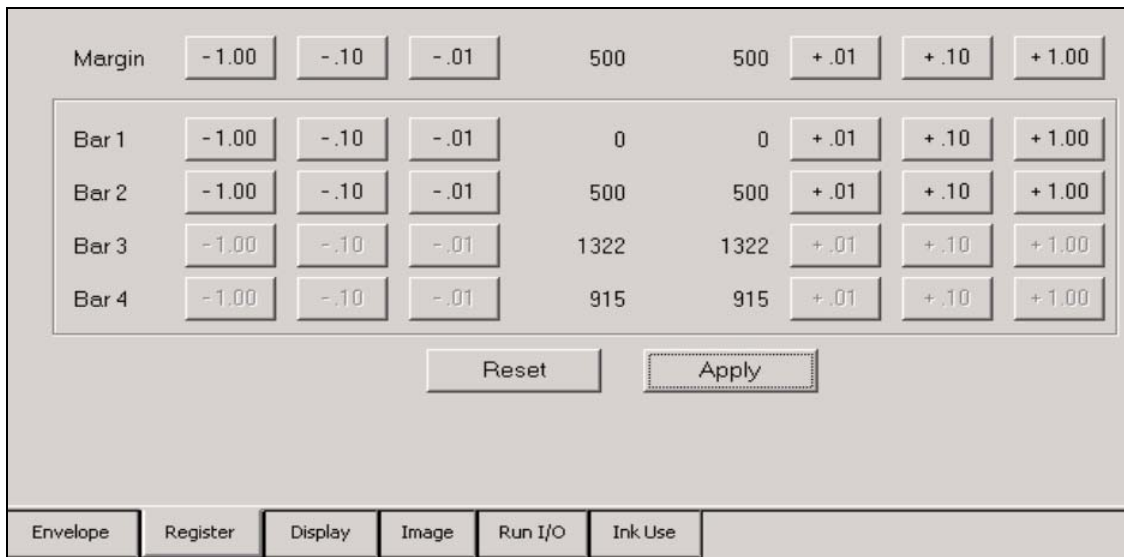 Margin - 1.00 - .10 - .01 500 500 + .01 + .10 + 1.00
Bar 1 - 1.00 - .10 - .01 0 0 + .01 + .10 + 1.00
Bar 2 - 1.00 - .10 - .01 500 500 + .01 + .10 + 1.00
Bar 3 - 1.00 - .10 - .01 1322 1322 + .01 + .10 + 1.00
Bar 4 - 1.00 - .10 - .01 915 915 + .01 + .10 + 1.00
Reset Apply
Envelope Register Display Image Run I/O Ink Use